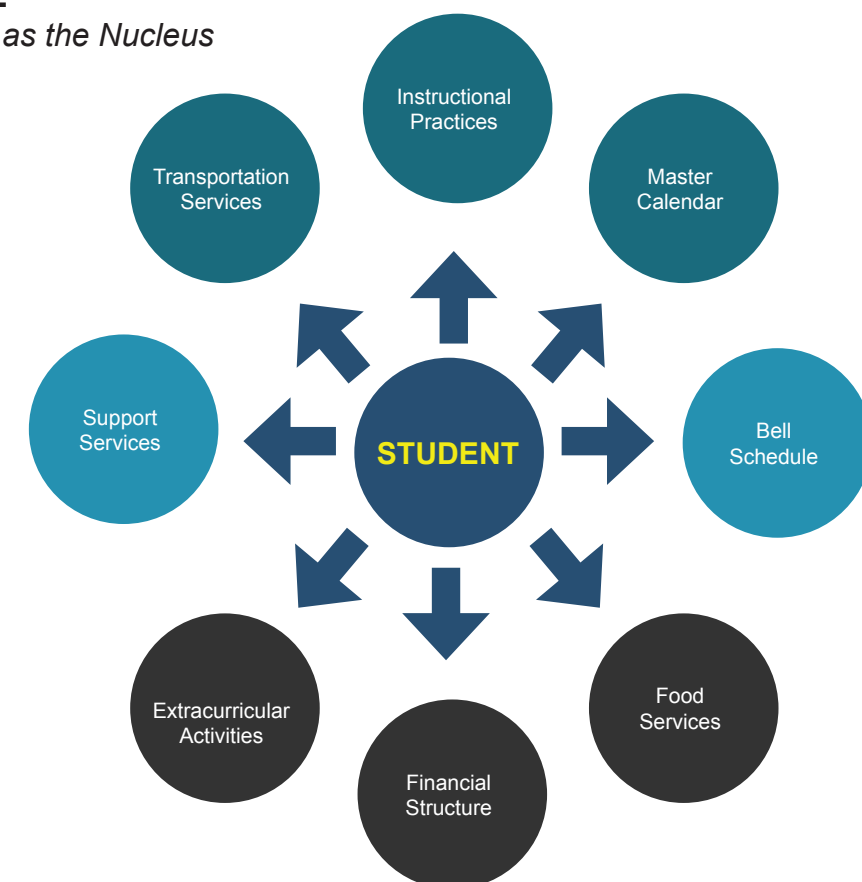 as the Nucleus
Instructional
Practices
Transportation
Services
Master
Calendar
Support
Services
STUDENT
Bell
Schedule
Extracurricular
Activities
Food
Services
Financial
Structure